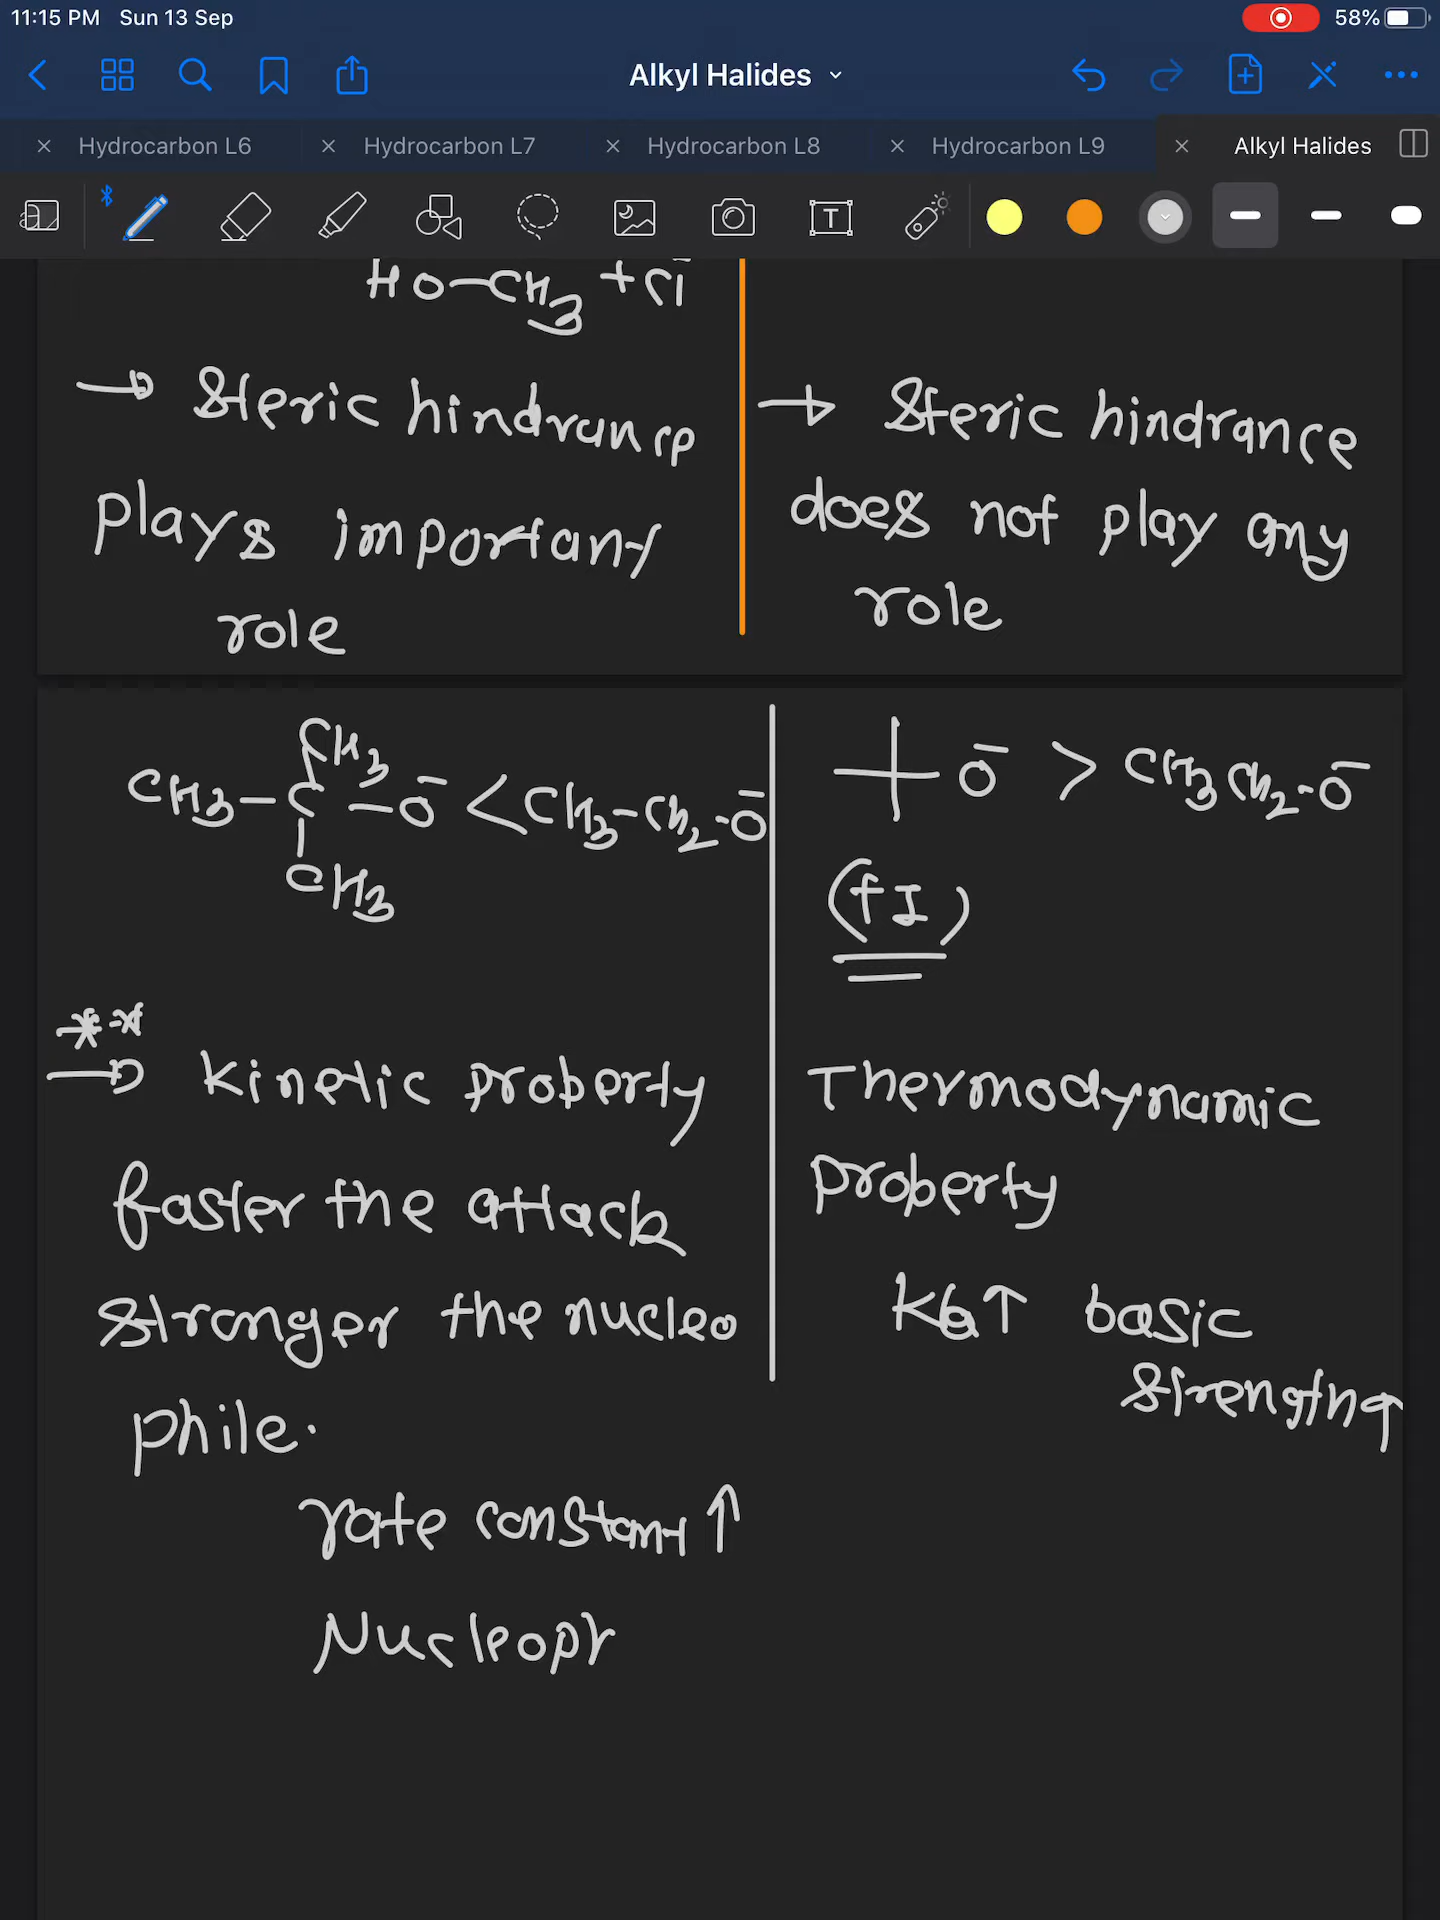 11:15 PM Sun 13 Sep
58%
Alkyl Halides
Hydrocarbon L6
Hydrocarbon L7
Hydrocarbon L8
Hydrocarbon L9
Alkyl Halides
HO-CH3 + Cl¯
→ Steric hindrance
plays important
role
→ Steric hindrance
does not play any
role
CH3
CH3-C-Ō < CH3-CH2-Ō
CH3
Ō > CH3CH2-Ō
(+I)
**
→ kinetic property
faster the attack
stronger the nucleo
phile.
rate constant ↑
Nucleoph
Thermodynamic
property
Kb↑ basic
strength↑